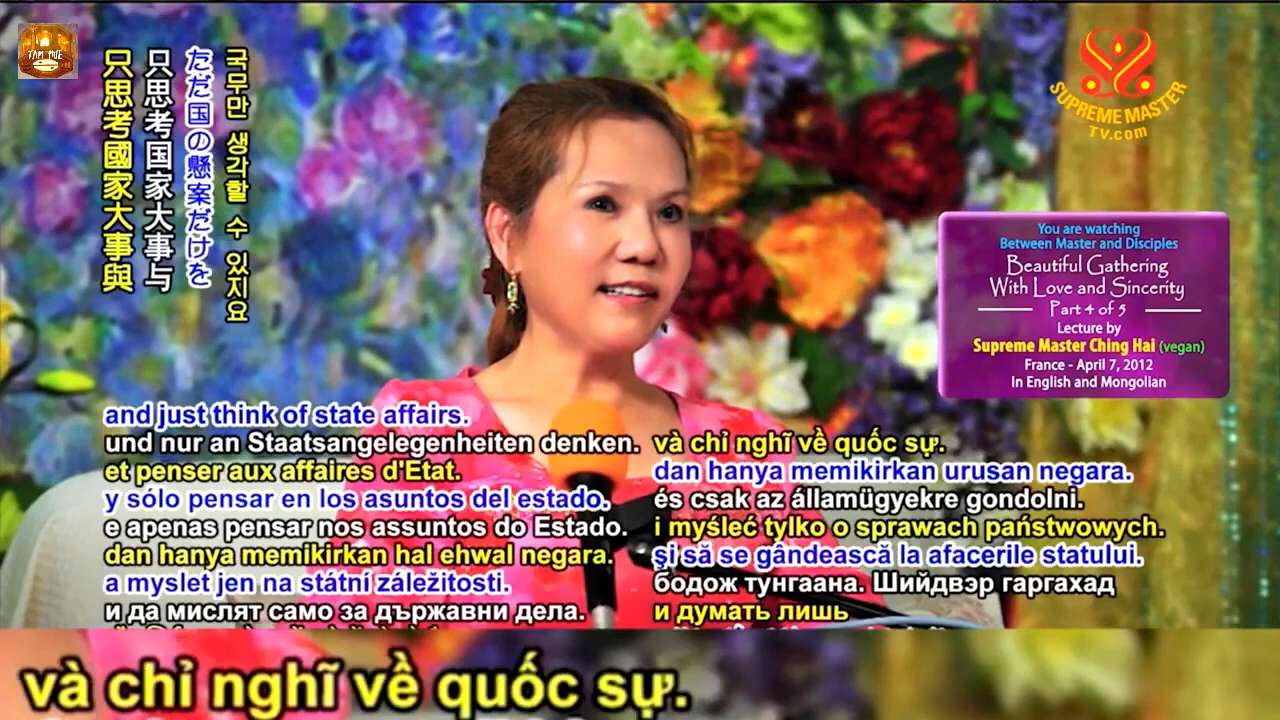 TAM TUE
只思考國家大事與
只思考国家大事与
ただ国の懸案だけを
국무만 생각할 수 있지요
SUPREME MASTER
TV.com
You are watching
Between Master and Disciples
Beautiful Gathering
With Love and Sincerity
Part 4 of 5
Lecture by
Supreme Master Ching Hai (vegan)
France - April 7, 2012
In English and Mongolian
and just think of state affairs.
und nur an Staatsangelegenheiten denken.
et penser aux affaires d'Etat.
y sólo pensar en los asuntos del estado.
e apenas pensar nos assuntos do Estado.
dan hanya memikirkan hal ehwal negara.
a myslet jen na státní záležitosti.
и да мислят само за държавни дела.
và chỉ nghĩ về quốc sự.
dan hanya memikirkan urusan negara.
és csak az államügyekre gondolni.
i myśleć tylko o sprawach państwowych.
şi să se gândească la afacerile statului.
бодож тунгаана. Шийдвэр гаргахад
и думать лишь
và chỉ nghĩ về quốc sự.